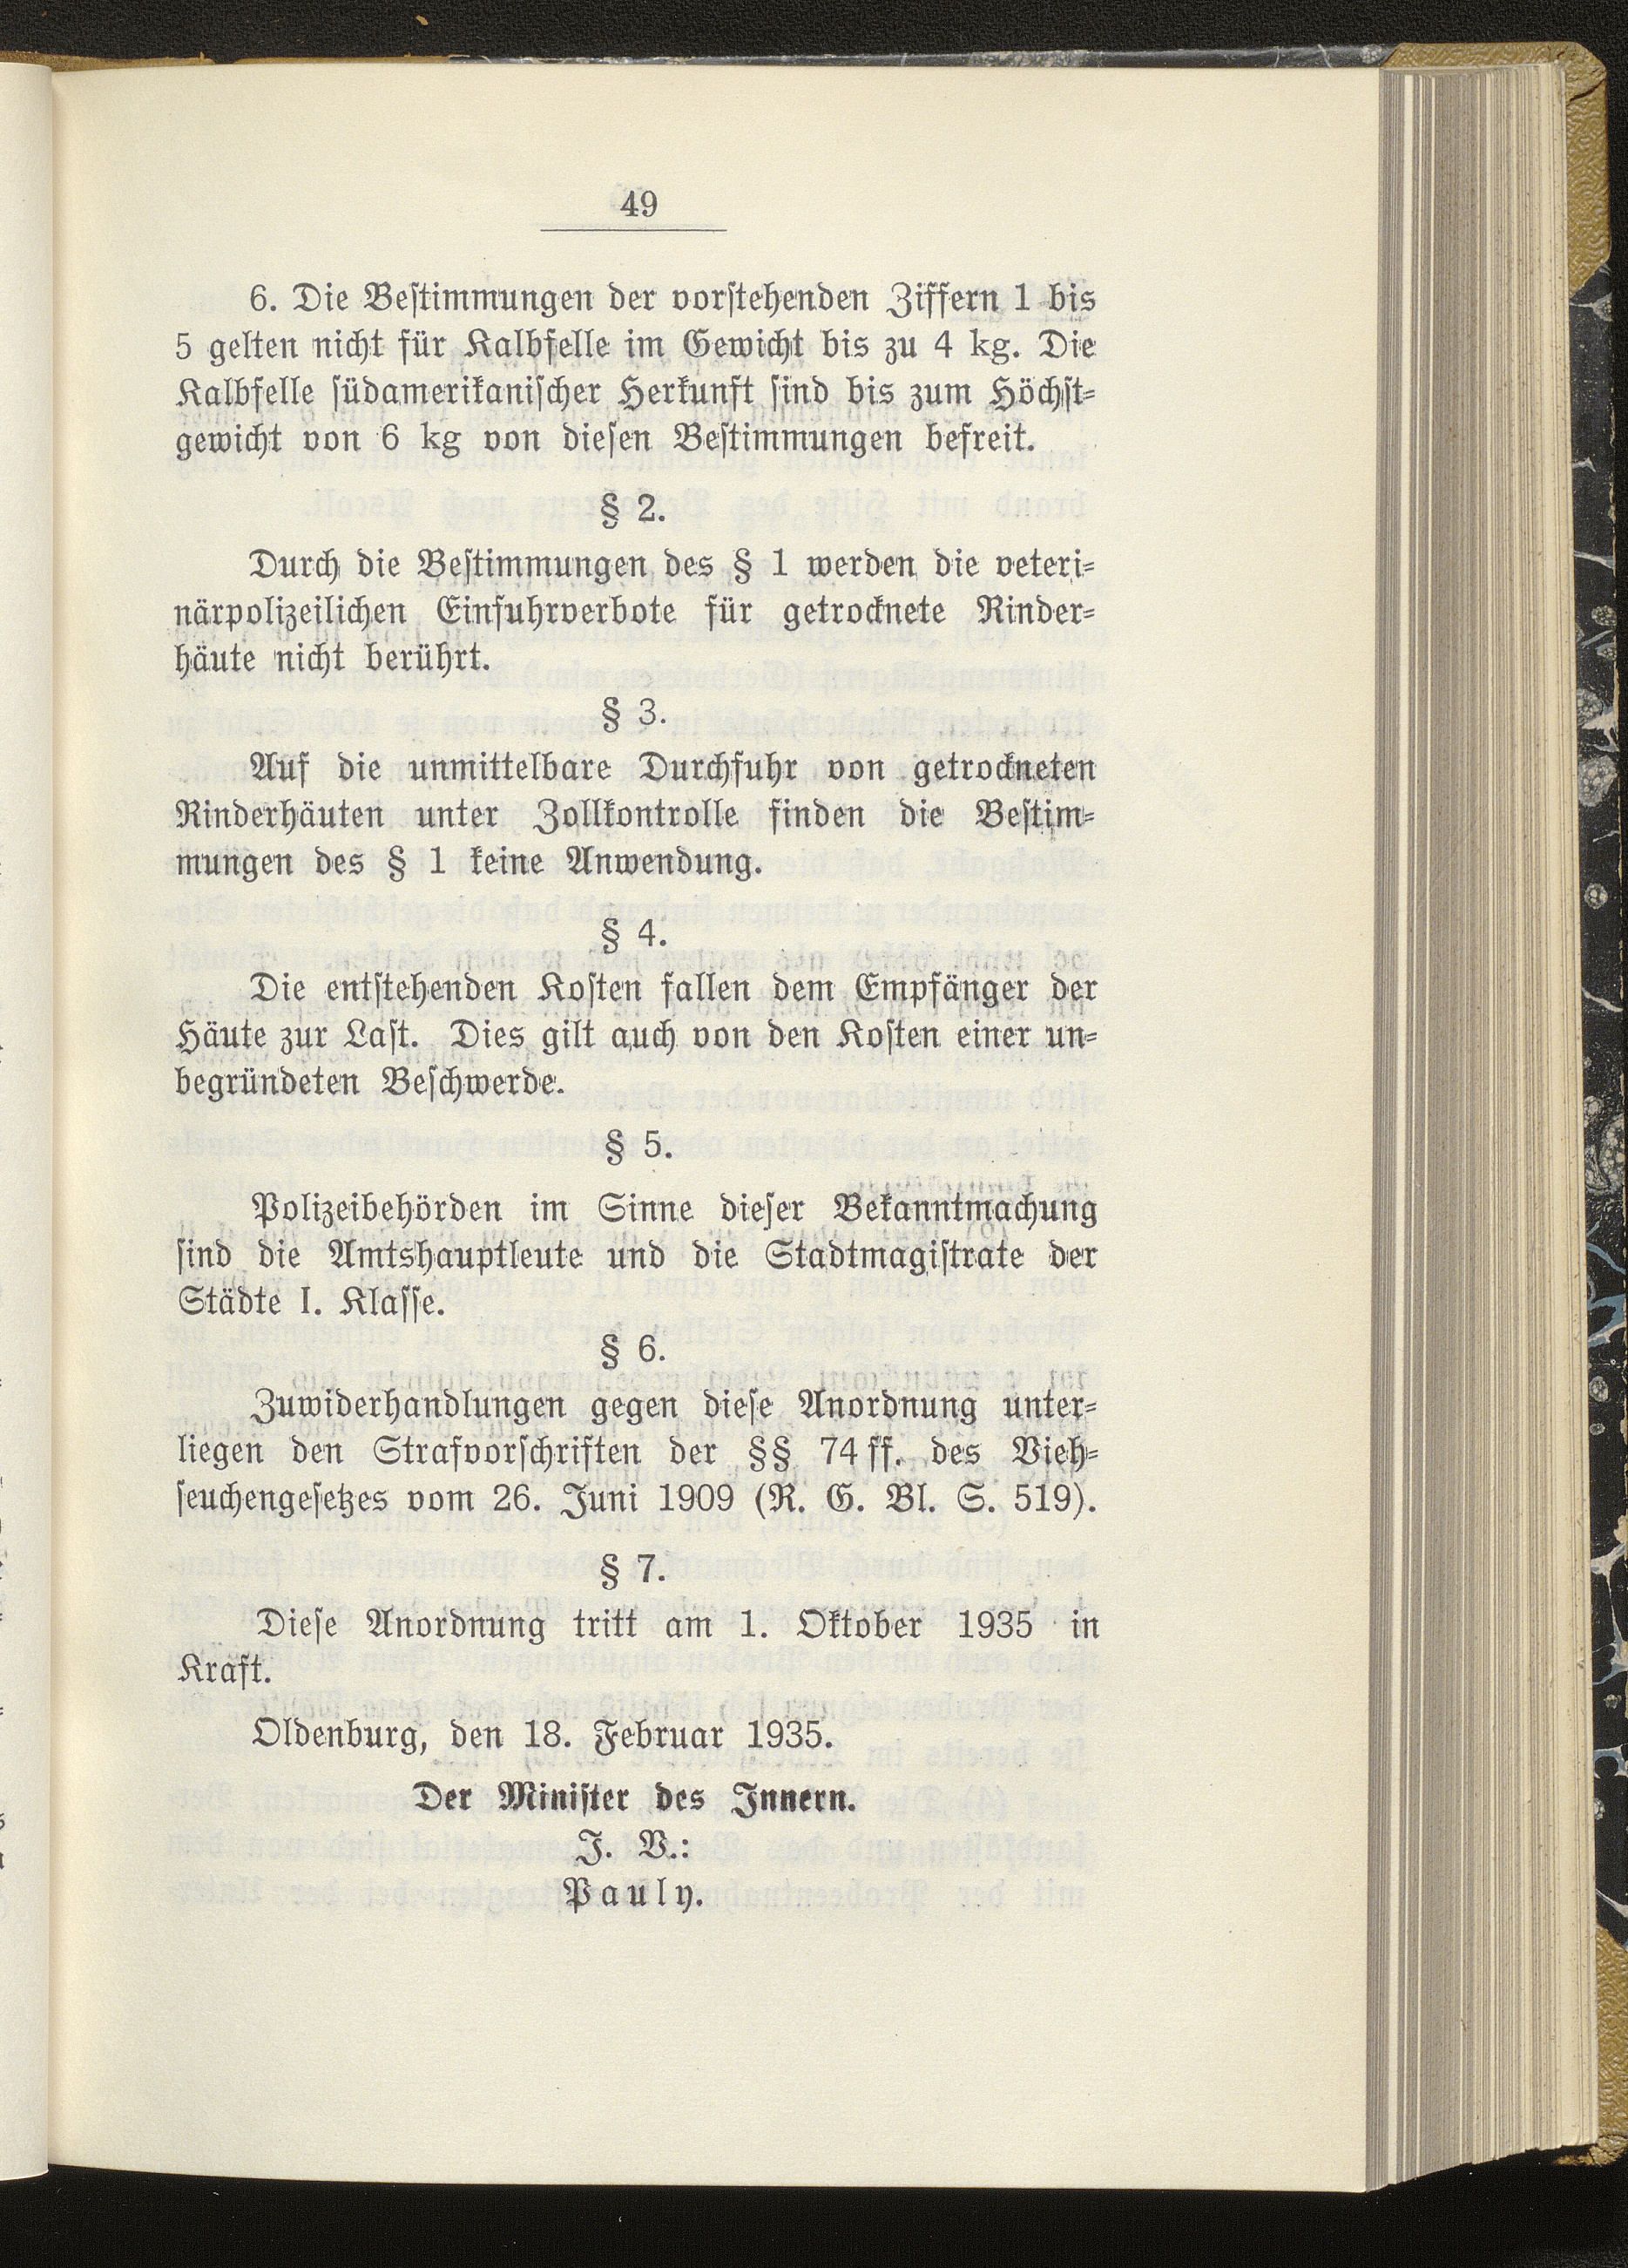 49
6. Die Bestimmungen der vorstehenden Ziffern 1 bis
5 gelten nicht für Kalbfelle im Gewicht bis zu 4 kg. Die
Kalbfelle südamerikanischer Herkunft sind bis zum Höchst-
gewicht von 6 kg von diesen Bestimmungen befreit.
§ 2.
Durch die Bestimmungen des § 1 werden die veteri-
närpolizeilichen Einfuhrverbote für getrocknete Rinder-
häute nicht berührt.
§ 3.
Auf die unmittelbare Durchfuhr von getrockneten
Rinderhäuten unter Zollkontrolle finden die Bestim-
mungen des § 1 keine Anwendung.
§ 4.
Die entstehenden Kosten fallen dem Empfänger der
Häute zur Last. Dies gilt auch von den Kosten einer un-
begründeten Beschwerde.
§ 5.
Polizeibehörden im Sinne dieser Bekanntmachung
sind die Amtshauptleute und die Stadtmagistrate der
Städte I. Klasse.
§ 6.
Zuwiderhandlungen gegen diese Anordnung unter-
liegen den Strafvorschriften der §§ 74 ff. des Vieh-
seuchengesetzes vom 26. Juni 1909 (R. G. Bl. S. 519).
§ 7.
Diese Anordnung tritt am 1. Oktober 1935 in
Kraft.
Oldenburg, den 18. Februar 1935.
Der Minister des Innern.
J. V.:
Pauly.